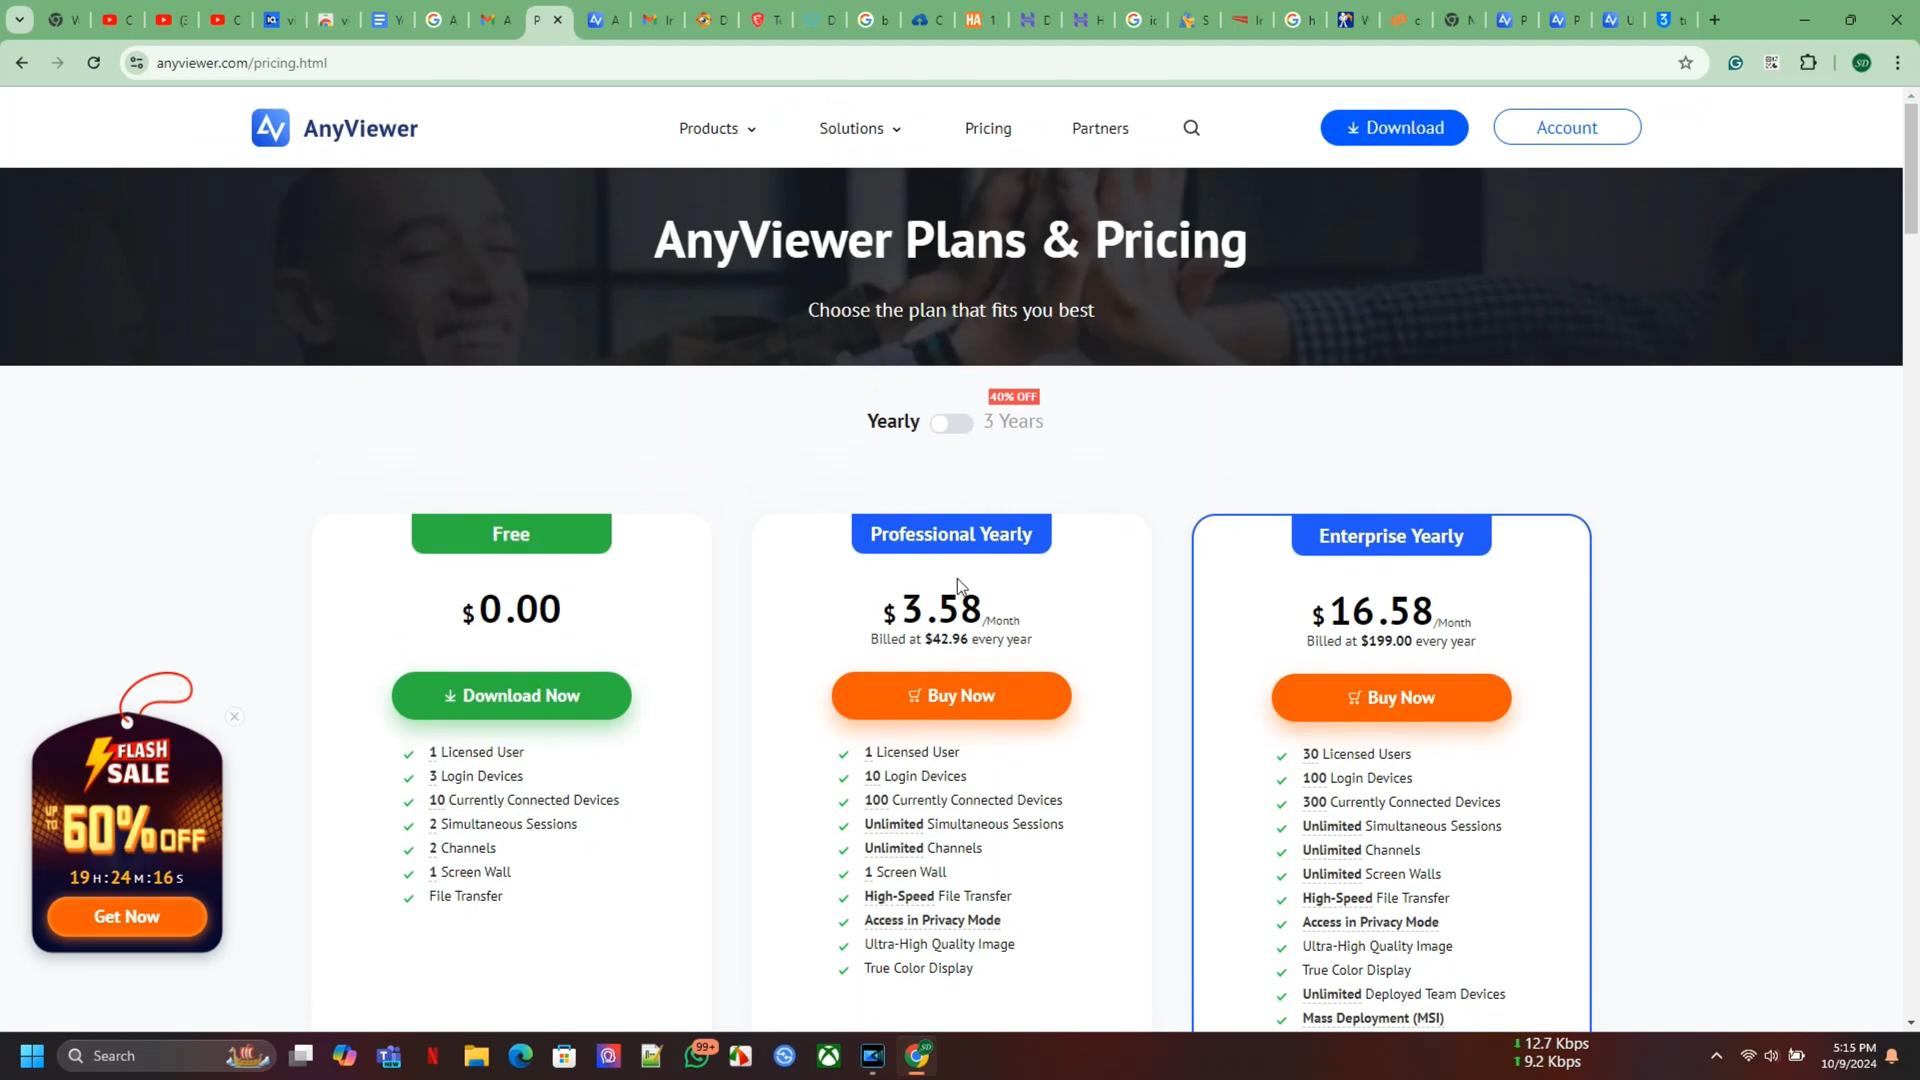 anyviewer.com/pricing.html
SD
AnyViewer
Products
Solutions
Pricing
Partners
Download
Account
AnyViewer Plans & Pricing
Choose the plan that fits you best
40% OFF
Yearly
3 Years
Free
$0.00
Download Now
1 Licensed User
3 Login Devices
10 Currently Connected Devices
2 Simultaneous Sessions
2 Channels
1 Screen Wall
File Transfer
Professional Yearly
$3.58/Month
Billed at $42.96 every year
Buy Now
1 Licensed User
10 Login Devices
100 Currently Connected Devices
Unlimited Simultaneous Sessions
Unlimited Channels
1 Screen Wall
High-Speed File Transfer
Access in Privacy Mode
Ultra-High Quality Image
True Color Display
Enterprise Yearly
$16.58/Month
Billed at $199.00 every year
Buy Now
30 Licensed Users
100 Login Devices
300 Currently Connected Devices
Unlimited Simultaneous Sessions
Unlimited Channels
Unlimited Screen Walls
High-Speed File Transfer
Access in Privacy Mode
Ultra-High Quality Image
True Color Display
Unlimited Deployed Team Devices
Mass Deployment (MSI)
FLASH
SALE
UP TO 60% OFF
19 H : 24 M : 16 S
Get Now
Search
99+
12.7 Kbps
9.2 Kbps
5:15 PM
10/9/2024